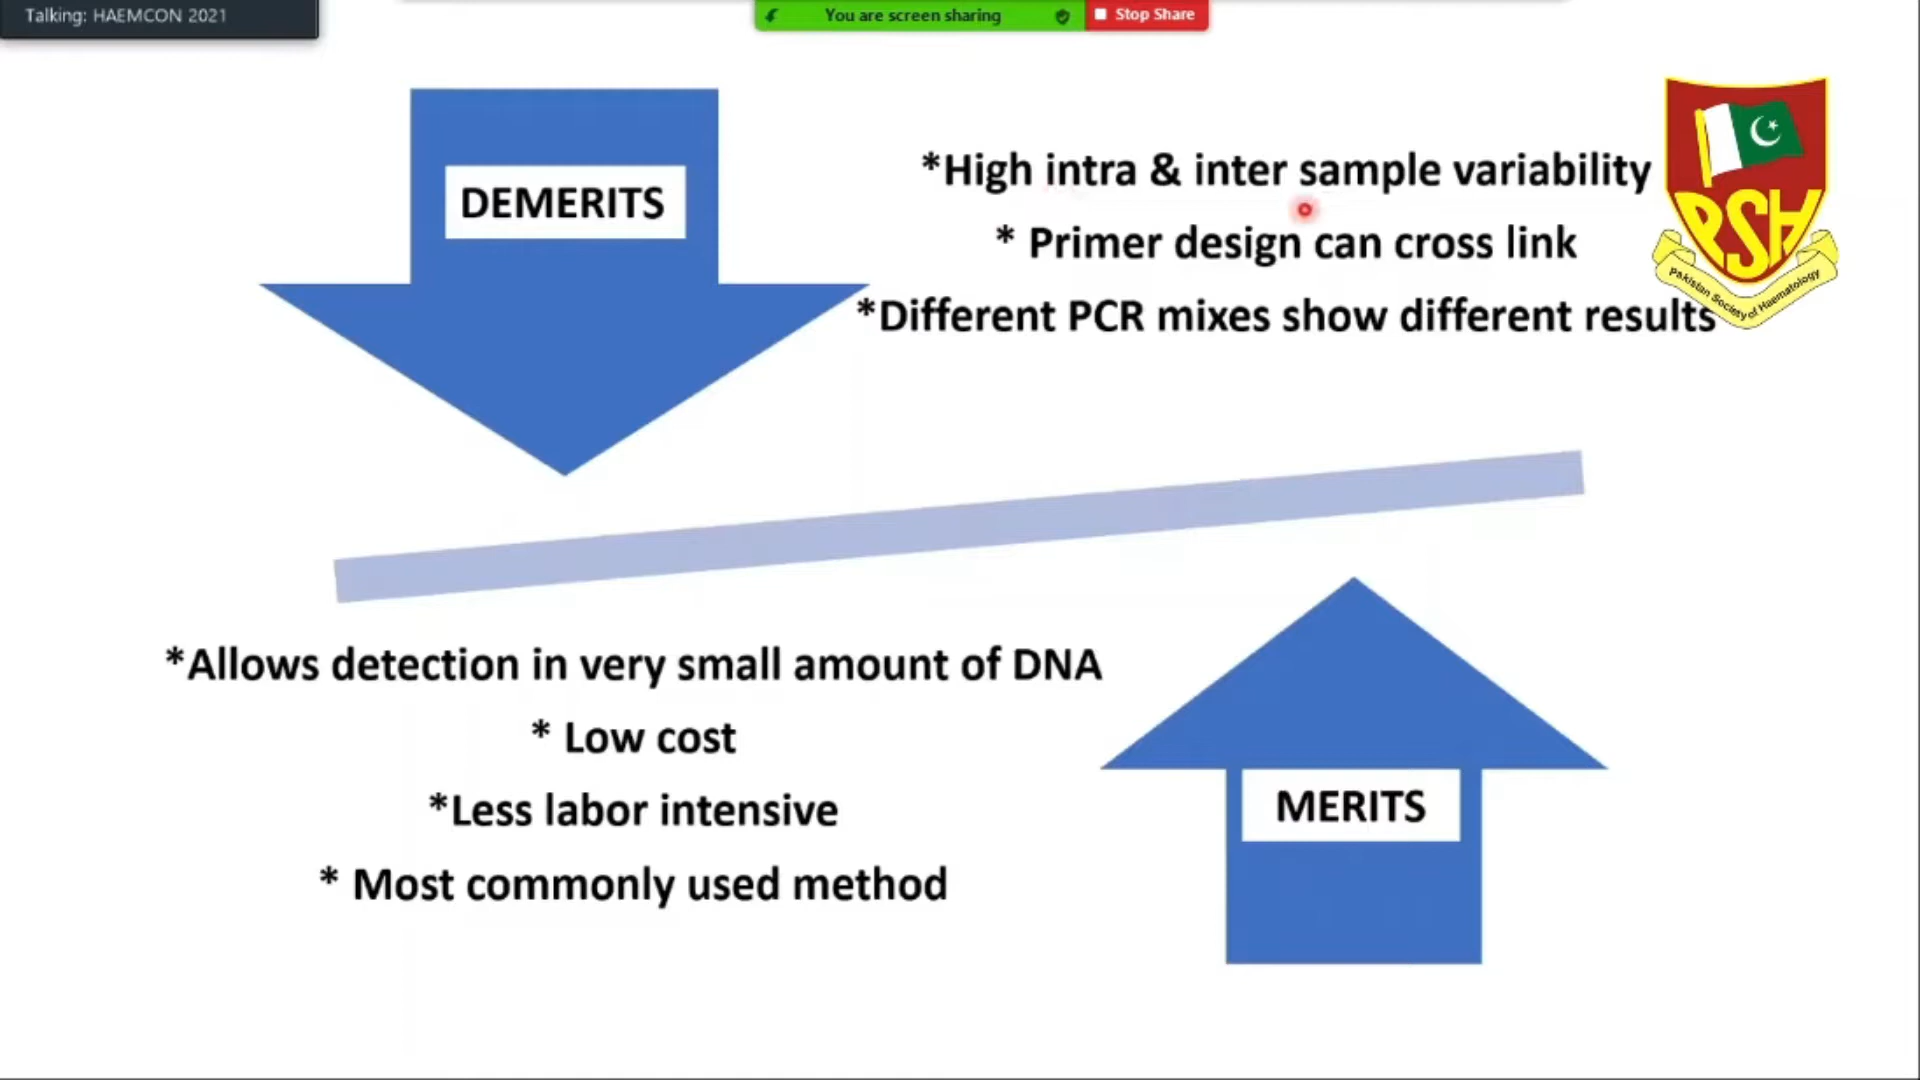 Talking: HAEMCON 2021
You are screen sharing
Stop Share
DEMERITS
*High intra & inter sample variability
* Primer design can cross link
*Different PCR mixes show different results
PSH
Pakistan Society of Haematology
*Allows detection in very small amount of DNA
* Low cost
*Less labor intensive
* Most commonly used method
MERITS